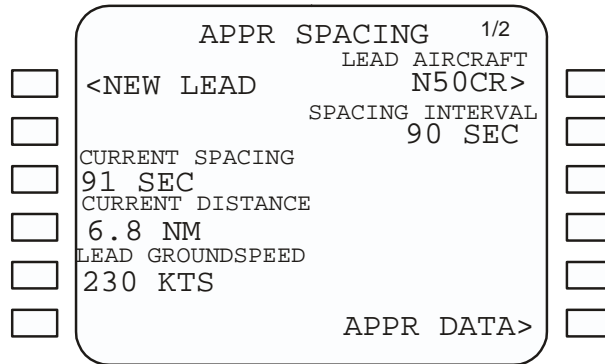 APPR SPACING 1/2
LEAD AIRCRAFT
<NEW LEAD N50CR>
SPACING INTERVAL
90 SEC
CURRENT SPACING
91 SEC
CURRENT DISTANCE
6.8 NM
LEAD GROUNDSPEED
230 KTS
APPR DATA>